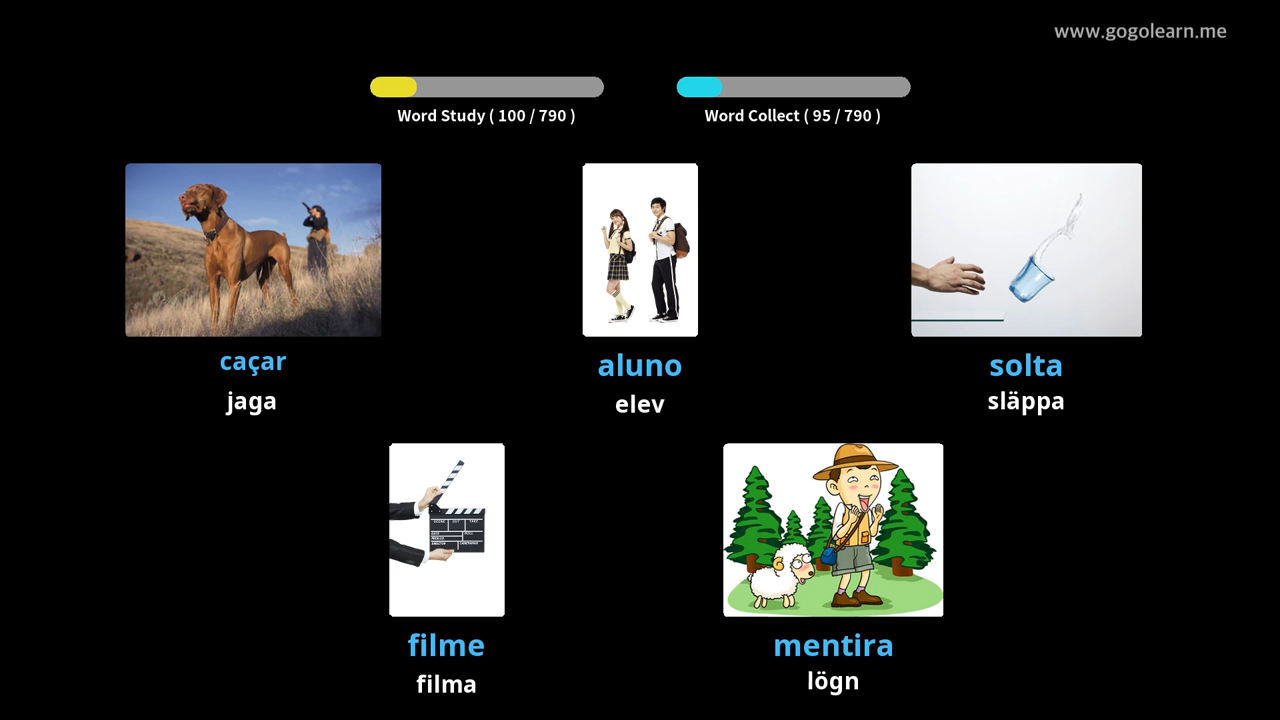 www.gogolearn.me
Word Study ( 100 / 790 )
Word Collect ( 95 / 790 )
caçar
jaga
aluno
elev
solta
släppa
filme
filma
mentira
lögn